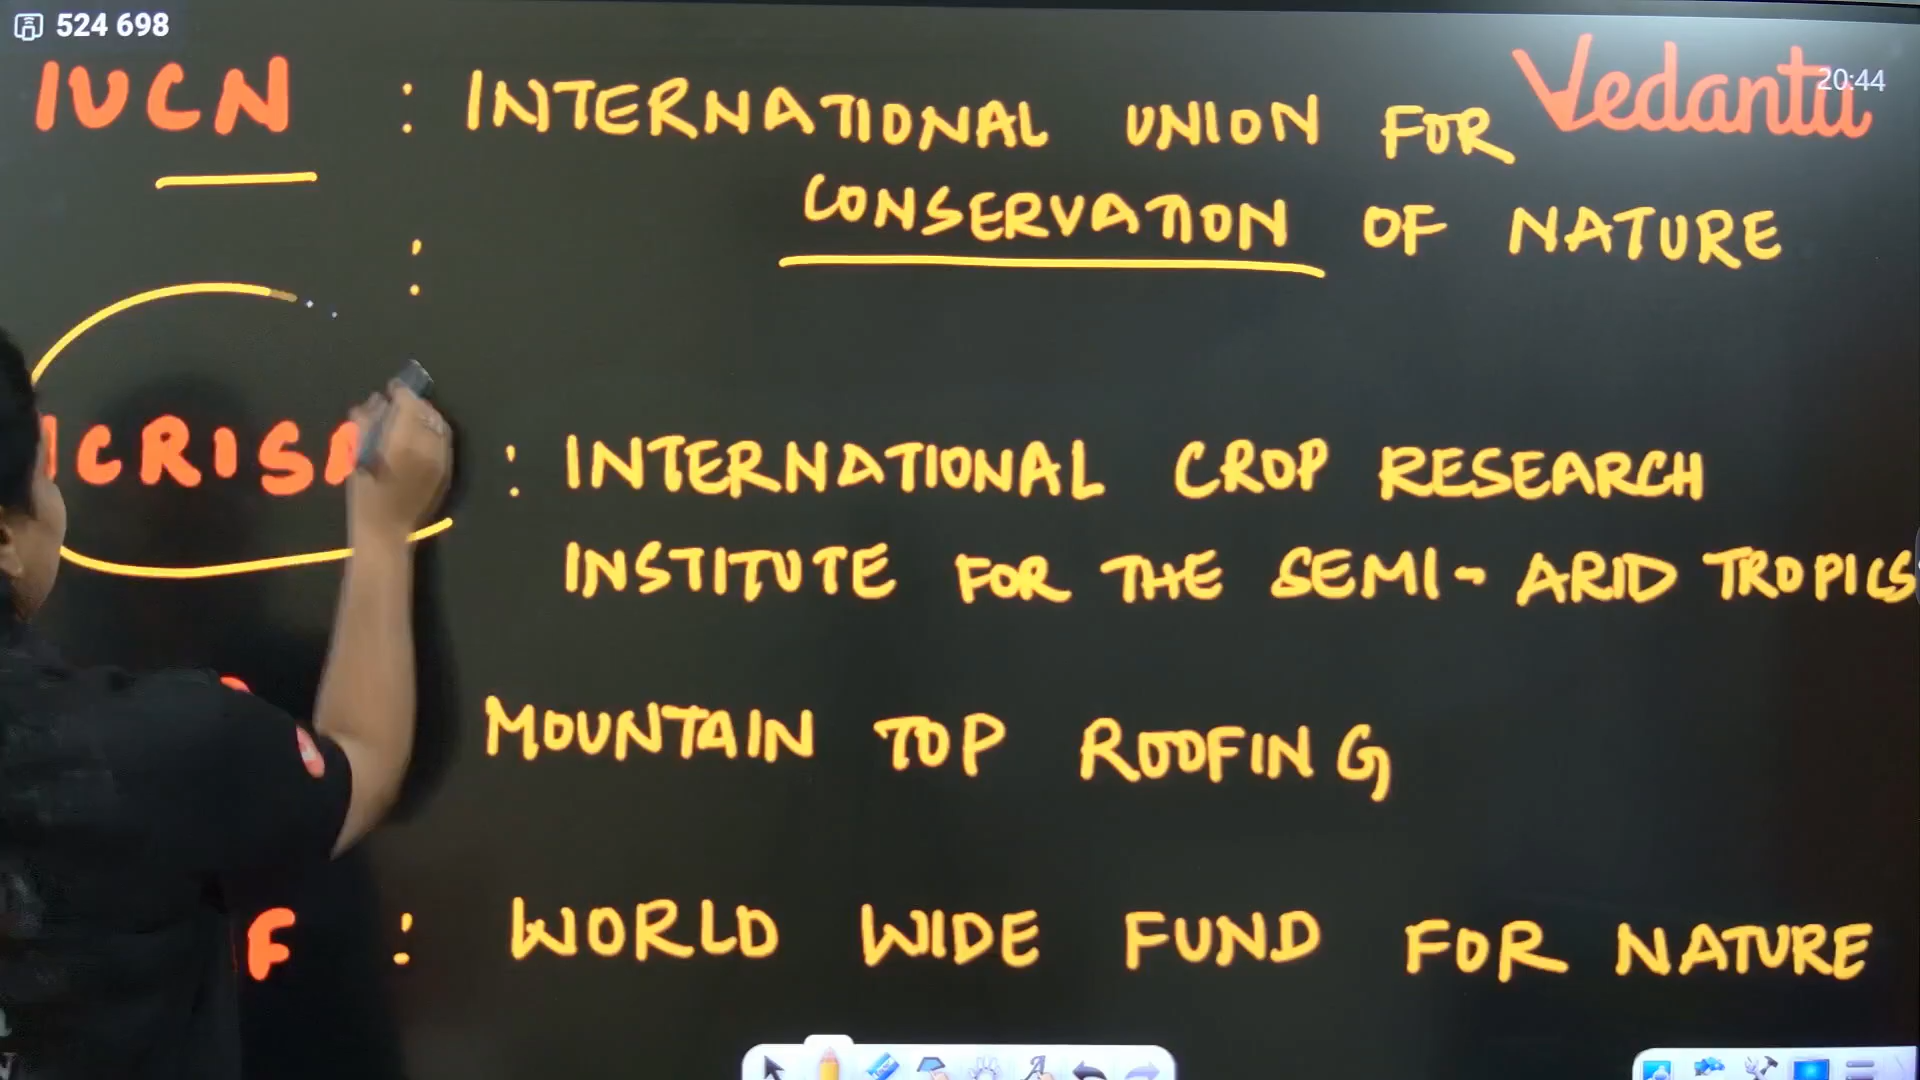 524 698
Vedantu
20:44
IUCN : INTERNATIONAL UNION FOR
CONSERVATION OF NATURE
:
: INTERNATIONAL CROP RESEARCH
INSTITUTE FOR THE SEMI- ARID TROPICS
MOUNTAIN TOP ROOFING
F : WORLD WIDE FUND FOR NATURE